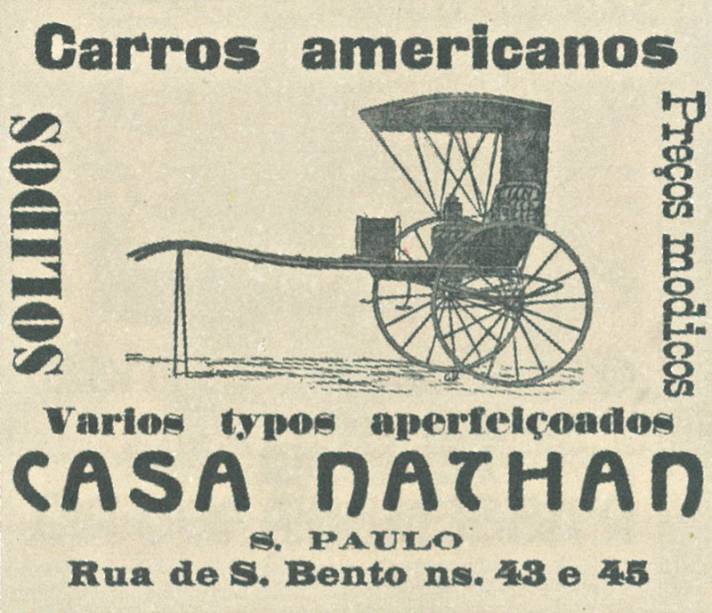 Carros americanos
SOLIDOS
Preços modicos
Varios typos aperfeiçoados
CASA NATHAN
S. PAULO
Rua de S. Bento ns. 43 e 45